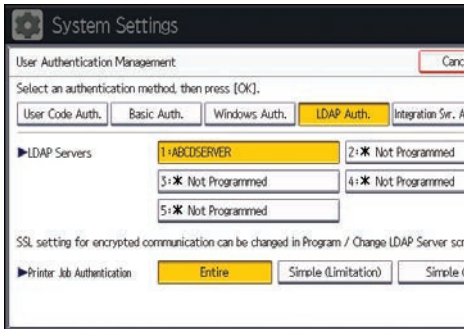 System Settings
User Authentication Management Canc
Select an authentication method, then press [OK].
User Code Auth. Basic Auth. Windows Auth. LDAP Auth. Integration Svr. A
►LDAP Servers 1:ABCDSERVER 2:✱ Not Programmed
3:✱ Not Programmed 4:✱ Not Programmed
5:✱ Not Programmed
SSL setting for encrypted communication can be changed in Program / Change LDAP Server scr
►Printer Job Authentication Entire Simple (Limitation) Simple (